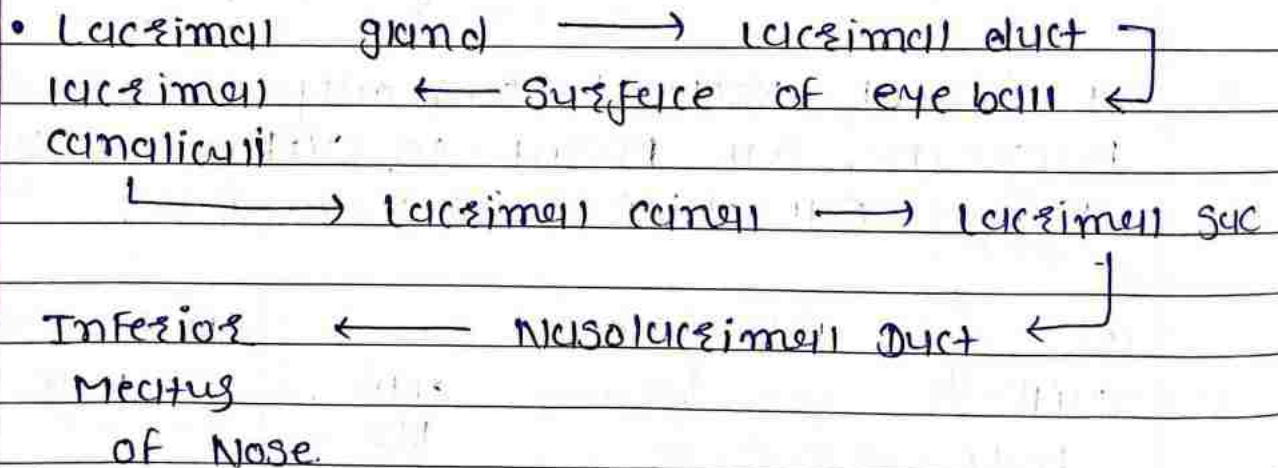 • Lacrimal gland → lacrimal duct
lacrimal ← Surface of eye ball
canaliculi
→ lacrimal canal → lacrimal sac
Inferior ← Nasolacrimal Duct
Meatus
of Nose.